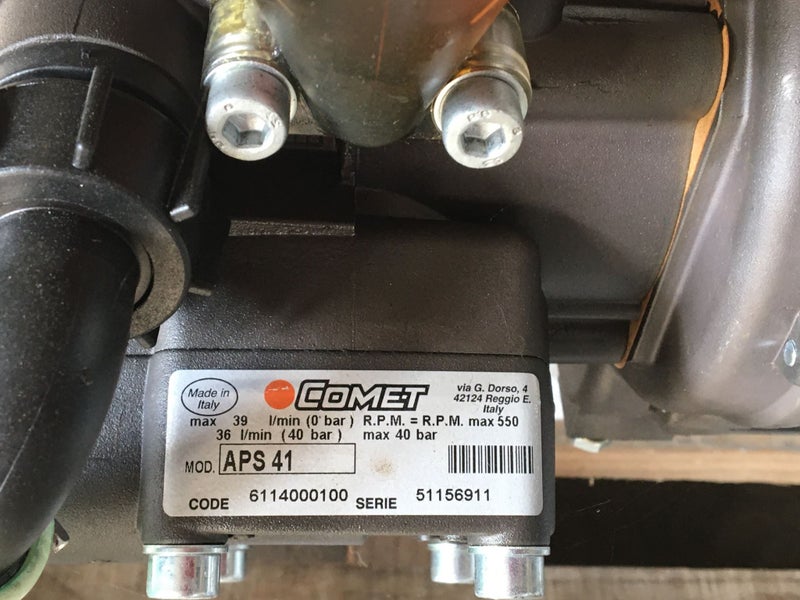 Made in
Italy
COMET
via G. Dorso, 4
42124 Reggio E.
Italy
max 39 l/min (0 bar) R.P.M. = R.P.M. max 550
36 l/min (40 bar) max 40 bar
MOD. APS 41
CODE 6114000100 SERIE 51156911